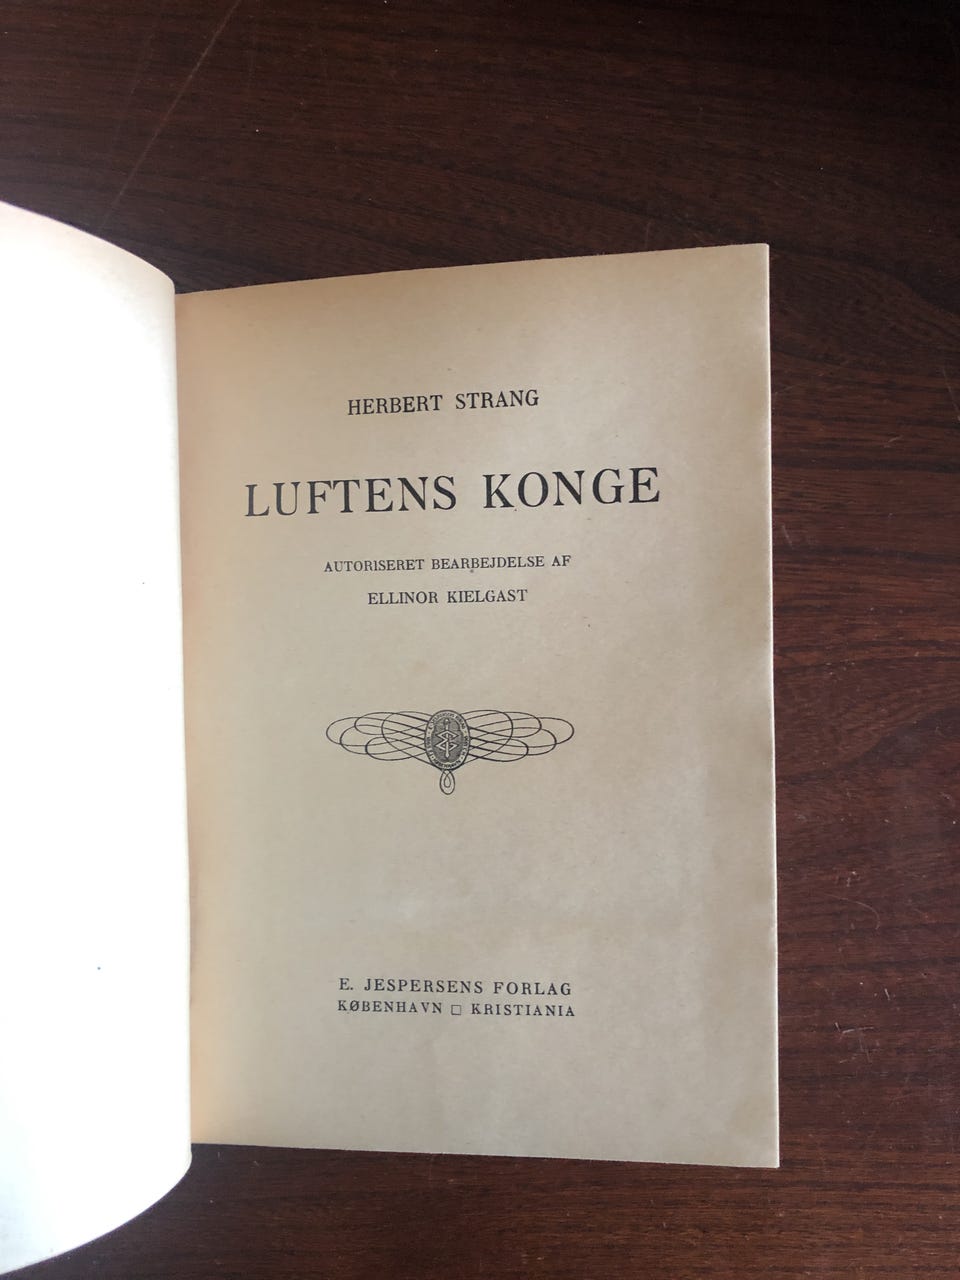 HERBERT STRANG
LUFTENS KONGE
AUTORISERET BEARBEJDELSE AF
ELLINOR KIELGAST
E. JESPERSENS FORLAG
KØBENHAVN □ KRISTIANIA